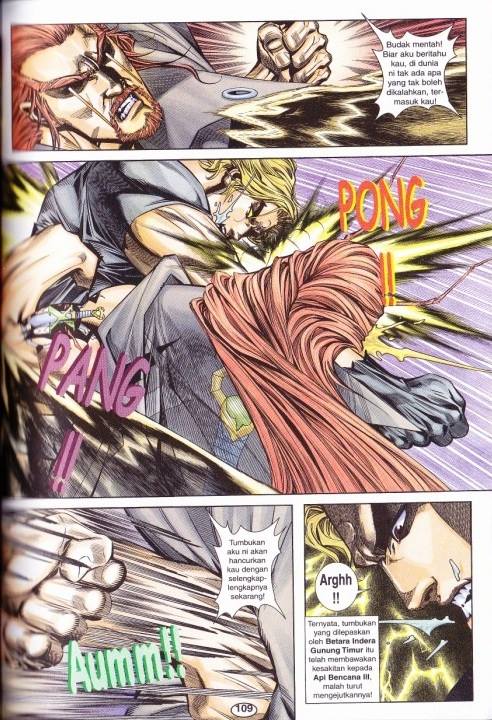 Budak mentah!
Biar aku beritahu
kau, di dunia
ni tak ada apa
yang tak boleh
dikalahkan, ter-
masuk kau!
PONG
!!
PANG
!!
Tumbukan
aku ni akan
hancurkan
kau dengan
selengkap-
lengkapnya
sekarang!
Aumm!!
Arghh
!!
Ternyata, tumbukan
yang dilepaskan
oleh Betara Indera
Gunung Timur itu
telah membawakan
kesakitan kepada
Api Bencana III,
malah turut
mengejutkannya!
109